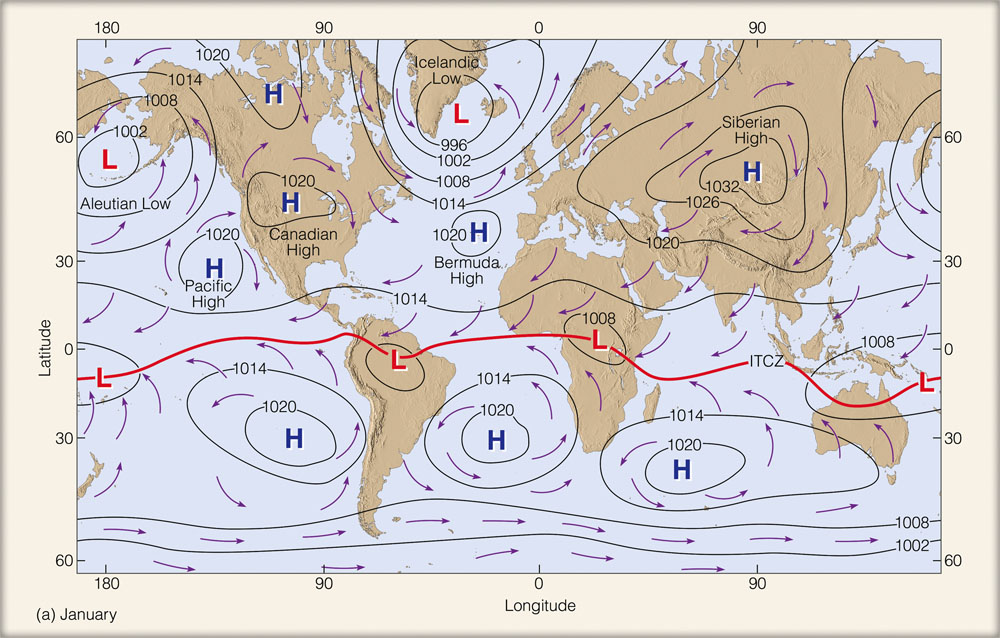 180 90 0 90
1020
1014
1008
1002
H
L
Aleutian Low
Icelandic
Low
L
996
1002
1008
1014
Siberian
High
H
1032
1026
1020
1020
H
Canadian
High
1020
H
Pacific
High
1020 H
Bermuda
High
1014
1008
L
L
L
ITCZ
1008
L
1014
1020
H
1014
1020
H
1014
1020
H
1008
1002
60
30
0
30
60
60
30
0
30
60
Latitude
180 90 0 90
Longitude
(a) January